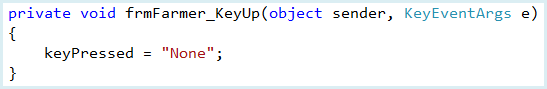 private void frmFarmer_KeyUp(object sender, KeyEventArgs e)
{
    keyPressed = "None";
}